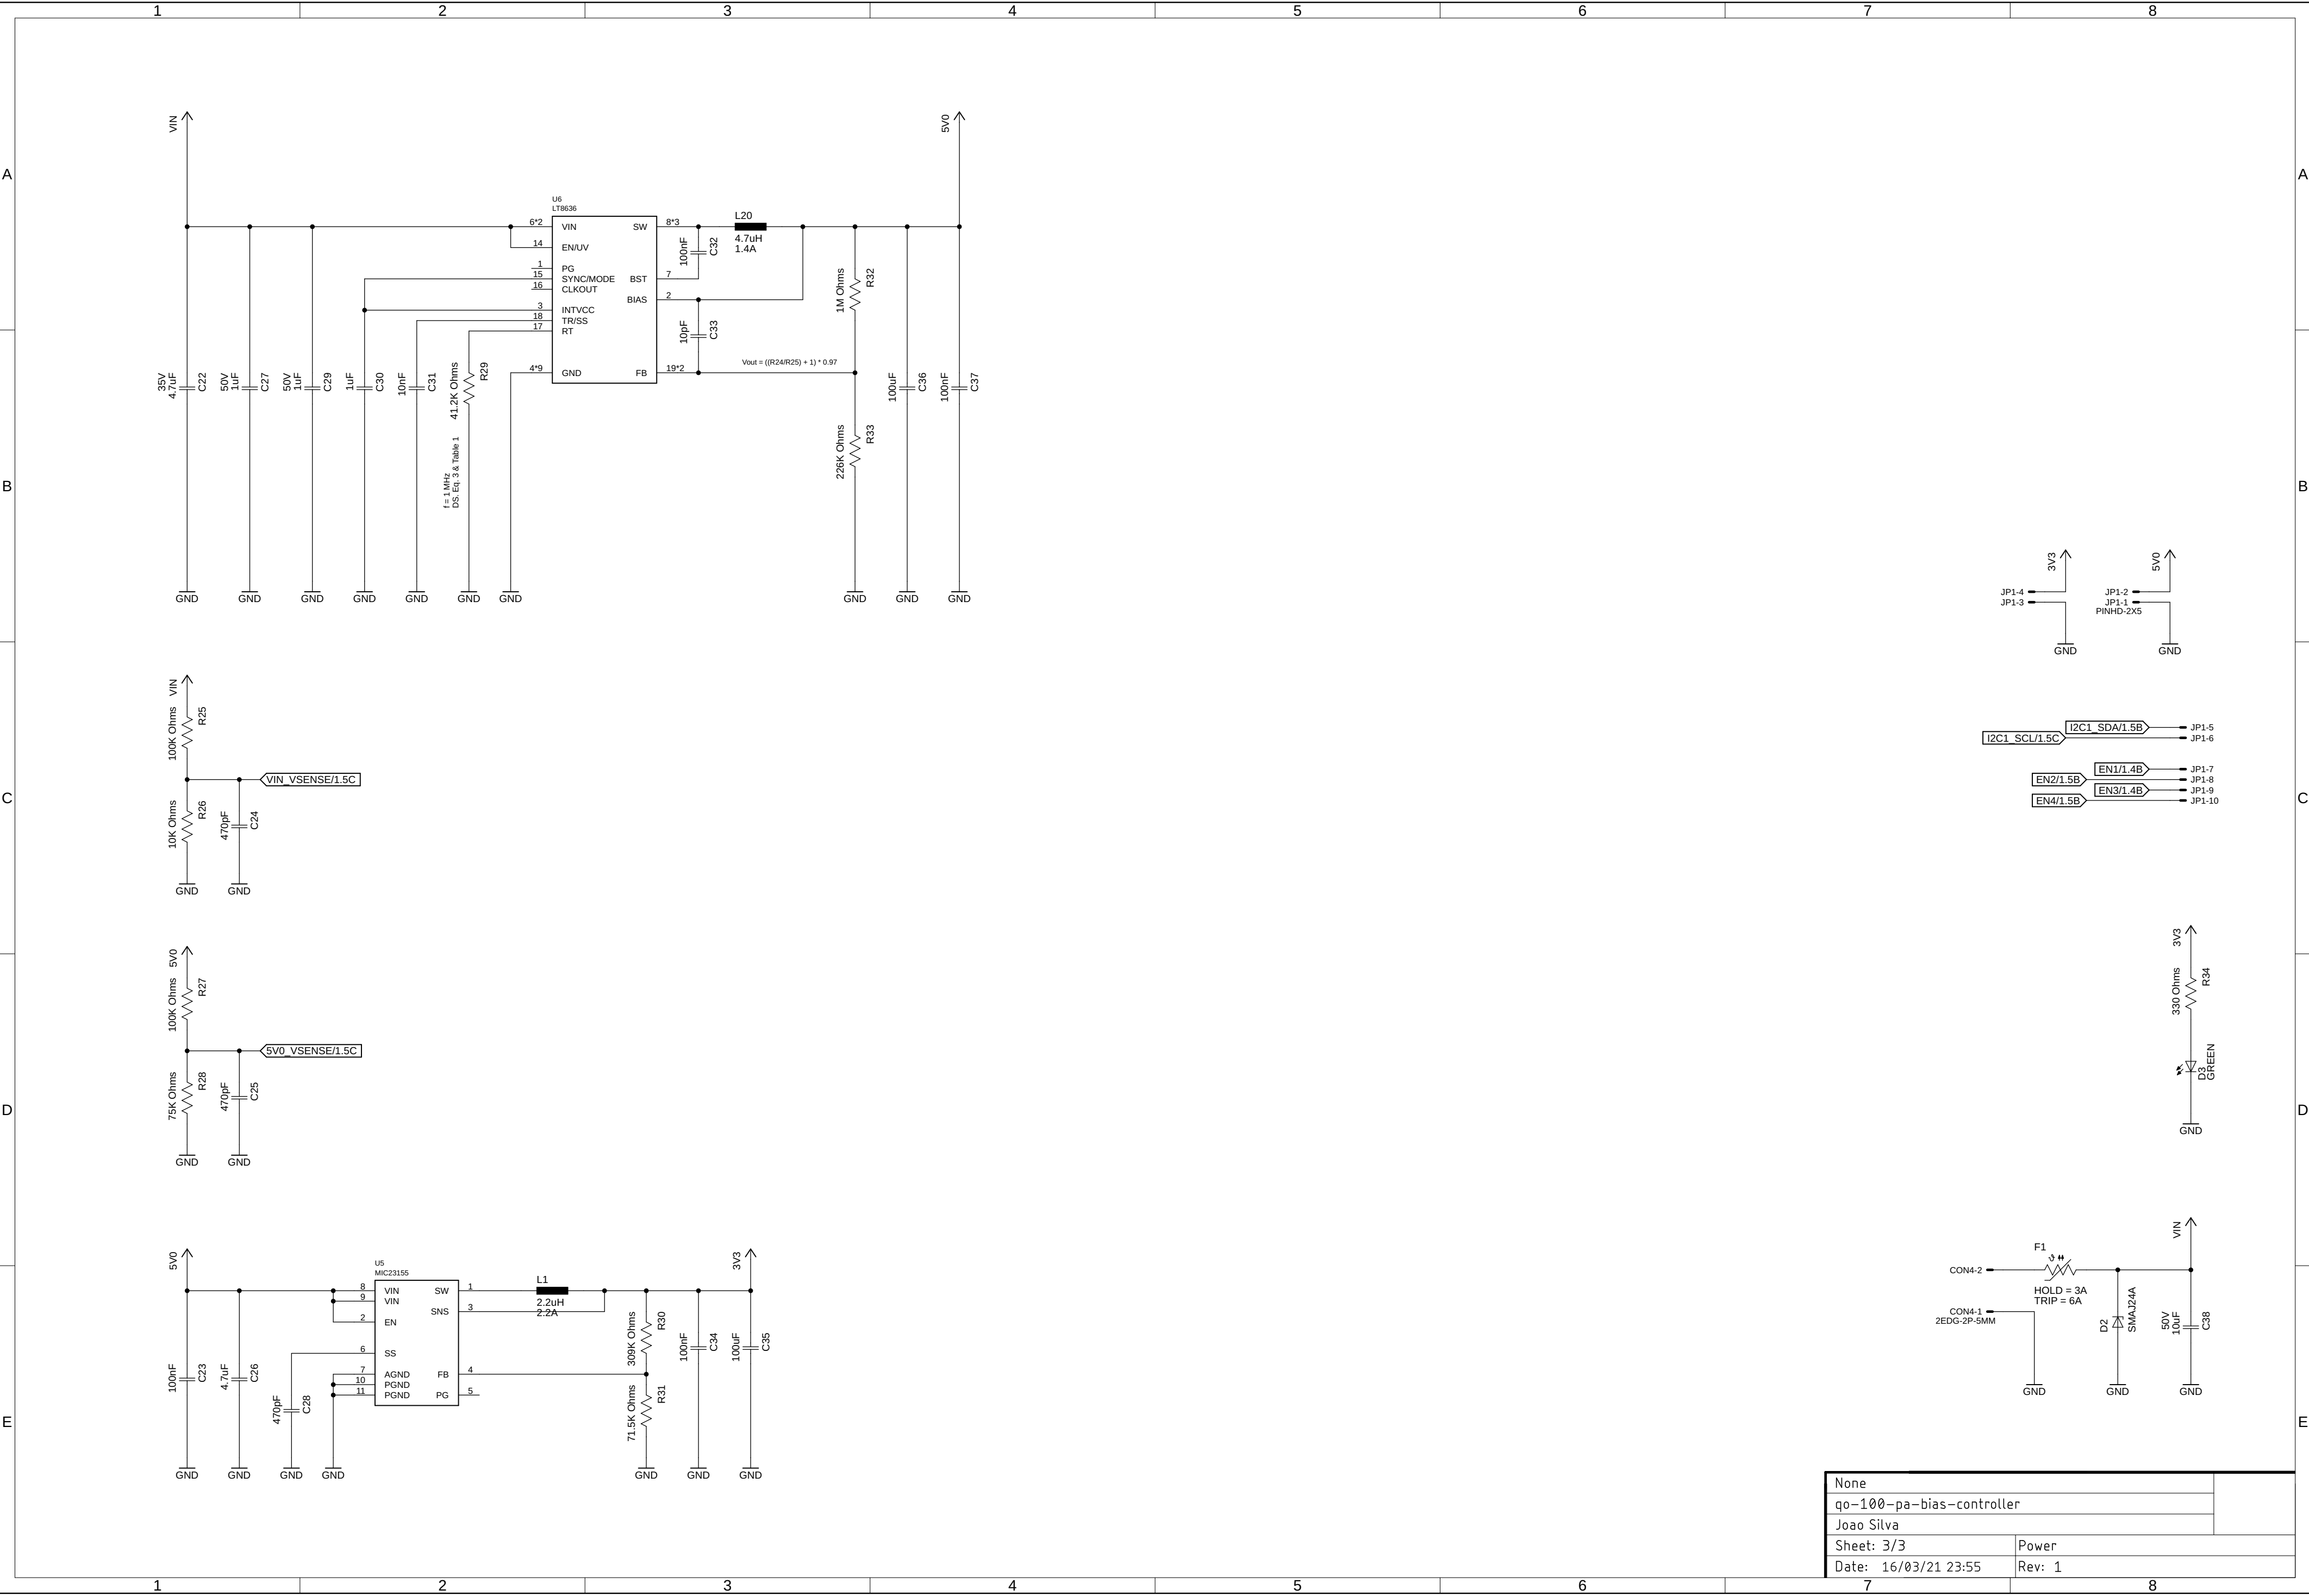 1 2 3 4 5 6 7 8
A A
B B
C C
D D
E E
VIN
5V0
U6
LT8636
6*2 VIN SW 8*3
14 EN/UV
1 PG
15 SYNC/MODE BST 7
16 CLKOUT
BIAS 2
3 INTVCC
18 TR/SS
17 RT
4*9 GND FB 19*2
L20
4.7uH
1.4A
100nF C32
10pF C33
1M Ohms R32
Vout = ((R24/R25) + 1) * 0.97
35V
4.7uF C22
50V
1uF C27
50V
1uF C29
1uF C30
10nF C31
41.2K Ohms R29
f = 1 MHz
DS. Eq. 3 & Table 1
226K Ohms R33
100uF C36
100nF C37
GND GND GND GND GND GND GND GND GND GND
3V3 5V0
JP1-4 JP1-2
JP1-3 JP1-1
PINHD-2X5
GND GND
VIN
100K Ohms R25
VIN_VSENSE/1.5C
10K Ohms R26
470pF C24
GND GND
I2C1_SDA/1.5B JP1-5
I2C1_SCL/1.5C JP1-6
EN1/1.4B JP1-7
EN2/1.5B JP1-8
EN3/1.4B JP1-9
EN4/1.5B JP1-10
5V0
100K Ohms R27
5V0_VSENSE/1.5C
75K Ohms R28
470pF C25
GND GND
3V3
330 Ohms R34
D3
GREEN
GND
5V0
3V3
U5
MIC23155
8 VIN SW 1
9 VIN
SNS 3
2 EN
6 SS
7 AGND FB 4
10 PGND
11 PGND PG 5
L1
2.2uH
2.2A
309K Ohms R30
71.5K Ohms R31
100nF C34
100uF C35
100nF C23
4.7uF C26
470pF C28
GND GND GND GND GND GND GND
VIN
F1
CON4-2
HOLD = 3A
TRIP = 6A
CON4-1
2EDG-2P-5MM
D2 SMAJ24A
50V
10uF C38
GND GND GND
None
qo-100-pa-bias-controller
Joao Silva
Sheet: 3/3 Power
Date: 16/03/21 23:55 Rev: 1
1 2 3 4 5 6 7 8